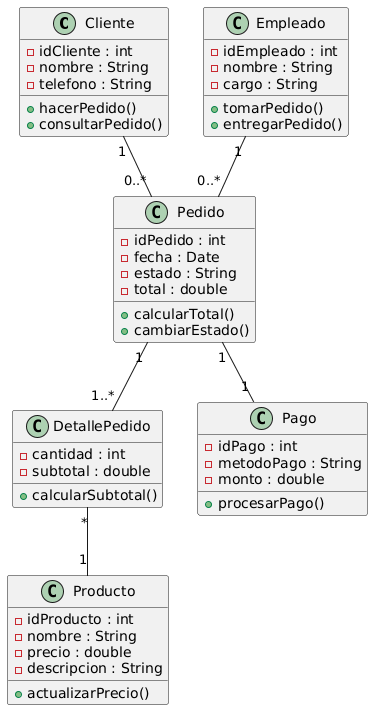 C Cliente
idCliente : int
nombre : String
telefono : String
hacerPedido()
consultarPedido()
C Empleado
idEmpleado : int
nombre : String
cargo : String
tomarPedido()
entregarPedido()
1
1
0..*
0..*
C Pedido
idPedido : int
fecha : Date
estado : String
total : double
calcularTotal()
cambiarEstado()
1
1
1..*
1
C DetallePedido
cantidad : int
subtotal : double
calcularSubtotal()
C Pago
idPago : int
metodoPago : String
monto : double
procesarPago()
*
1
C Producto
idProducto : int
nombre : String
precio : double
descripcion : String
actualizarPrecio()